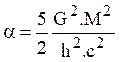 α = 5/2 G².M²/h².c²